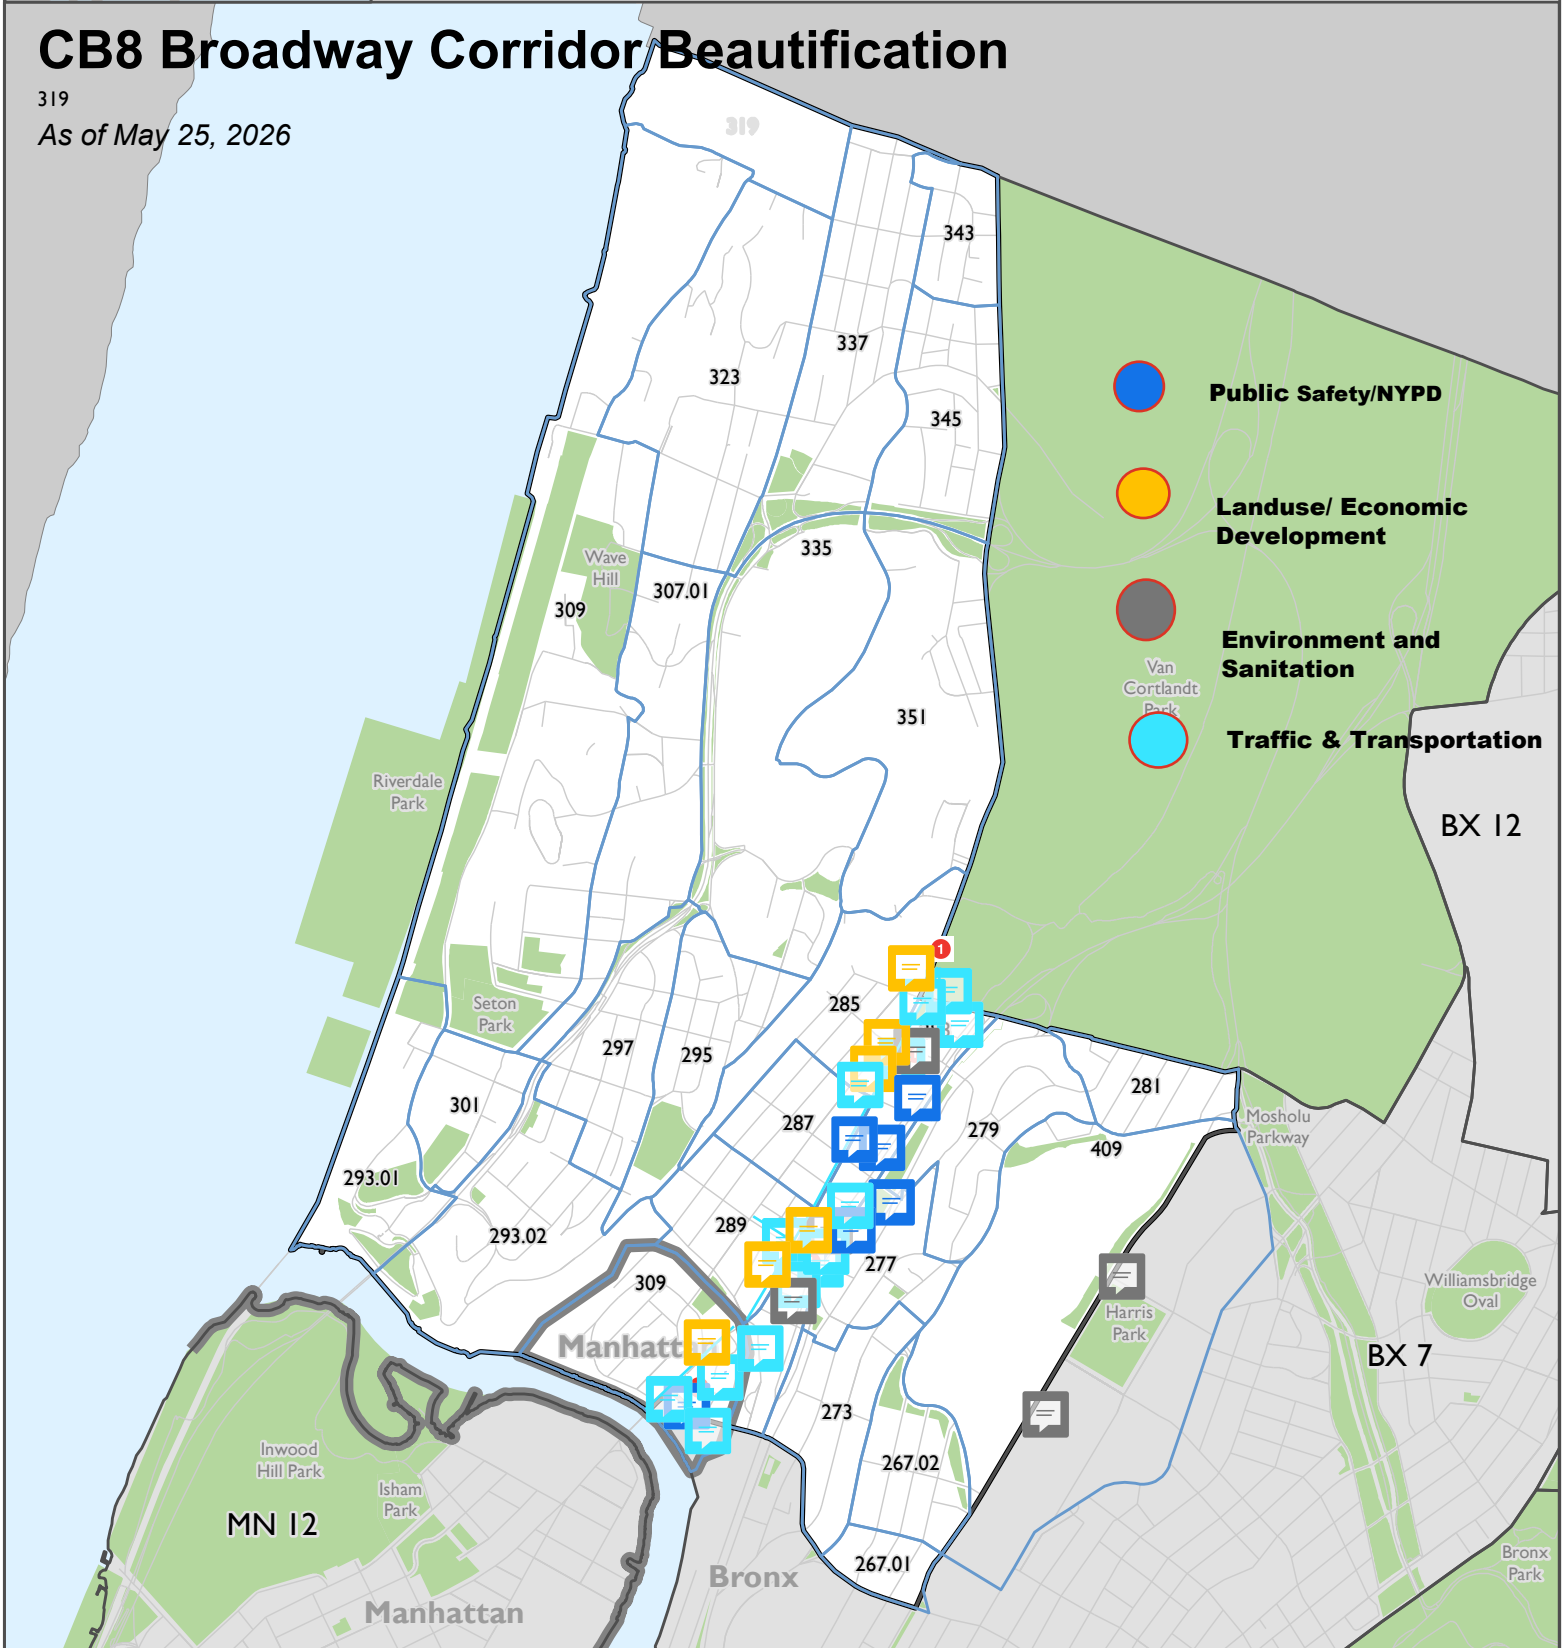 CB8 Broadway Corridor Beautification
319
As of May 25, 2026
319
343
337
323
345
Public Safety/NYPD
Landuse/ Economic
Development
335
Wave
Hill
307.01
309
Environment and
Sanitation
Van
Cortlandt
Park
351
Traffic & Transportation
Riverdale
Park
BX 12
1
285
Seton
Park
297
295
281
301
287
279
Mosholu
Parkway
409
293.01
289
293.02
277
309
Harris
Park
Williamsbridge
Oval
Manhatt
BX 7
273
Inwood
Hill Park
267.02
Isham
Park
MN 12
267.01
Bronx
Park
Bronx
Manhattan